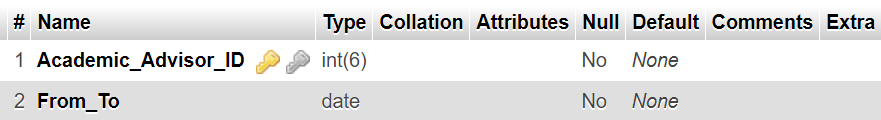 # Name Type Collation Attributes Null Default Comments Extra
1 Academic_Advisor_ID int(6) No None
2 From_To date No None